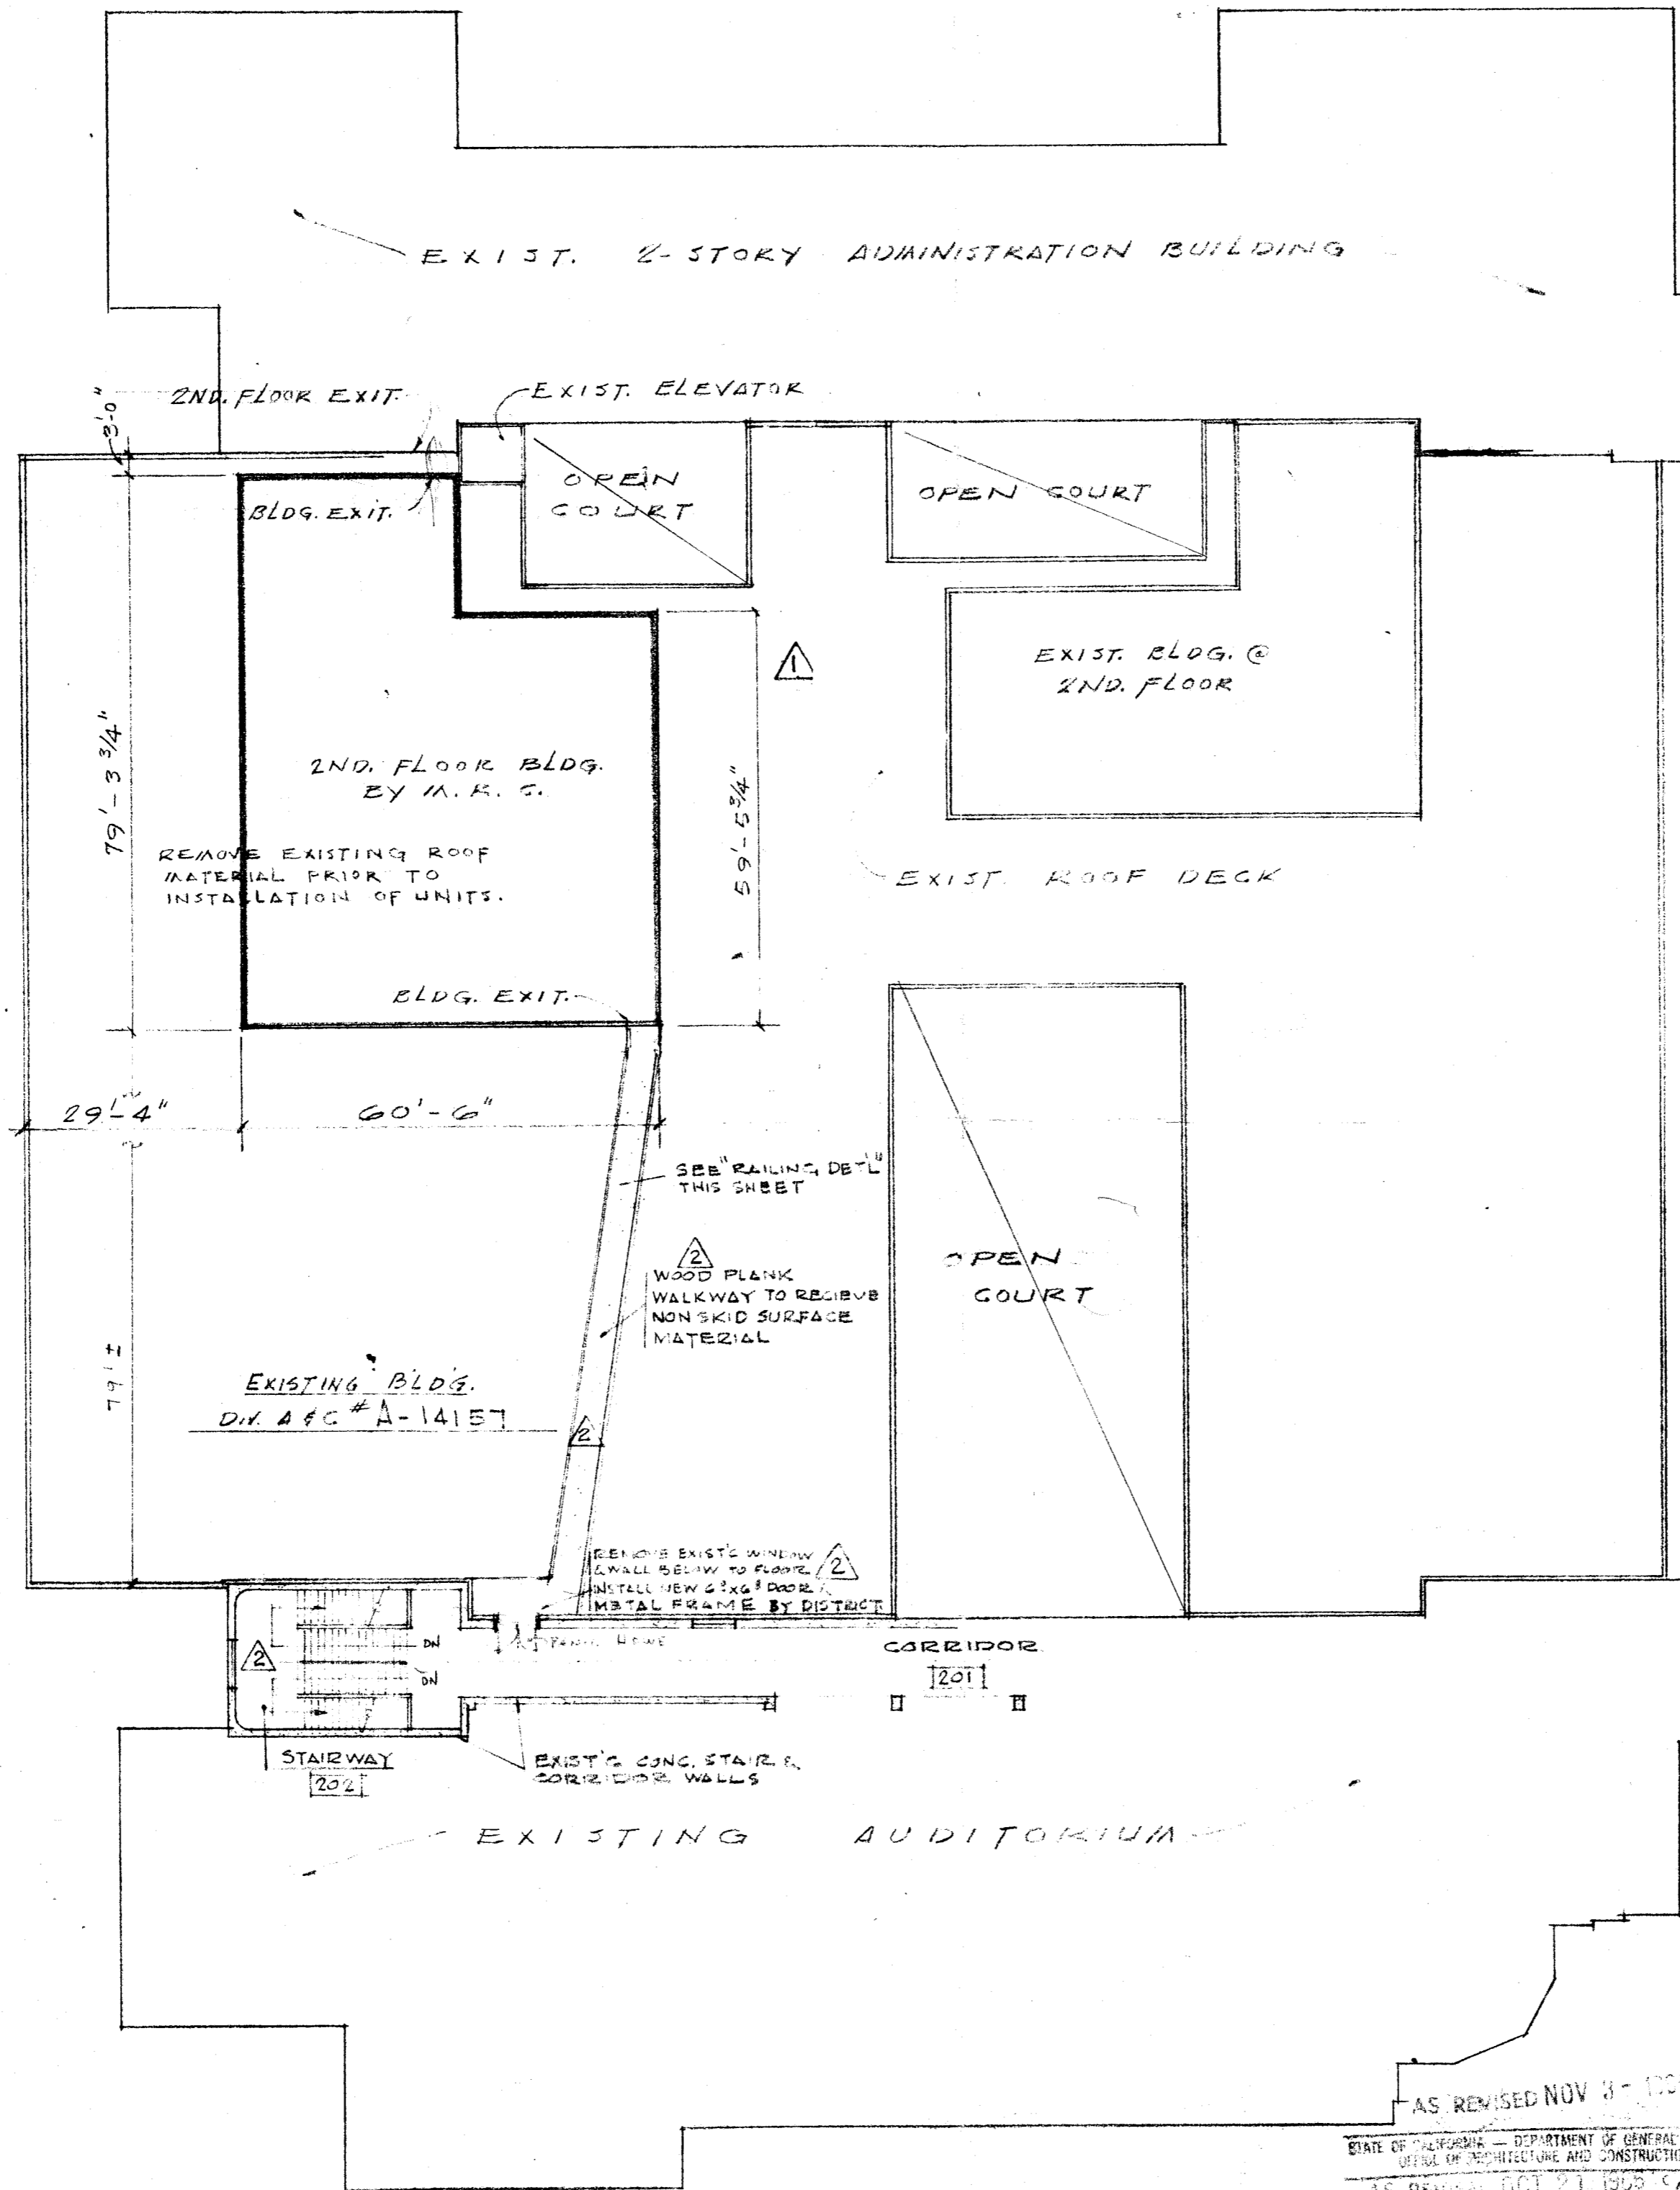 EXIST. 2-STORY ADMINISTRATION BUILDING
2ND. FLOOR EXIT.
EXIST. ELEVATOR
3'-0"
OPEN
COURT
OPEN COURT
BLDG. EXIT.
1
EXIST. BLDG. @
2ND. FLOOR
79'-3 3/4"
2ND. FLOOR BLDG.
BY M.
59'-5 3/4"
REMOVE EXISTING ROOF
MATERIAL PRIOR TO
INSTALLATION OF UNITS.
EXIST. ROOF DECK
BLDG. EXIT.
29'-4"
60'-6"
SEE "RAILING DET'L"
THIS SHEET
2
WOOD PLANK
WALKWAY TO RECIEVE
NON SKID SURFACE
MATERIAL
OPEN
COURT
79'±
EXISTING BLDG.
DIV. A & C # A-14157
2
REMOVE EXIST'G WINDOW
& WALL BELOW TO FLOOR
2
INSTALL NEW DOOR &
METAL FRAME BY DISTRICT
DN
2
DN
CORRIDOR
201
STAIRWAY
202
EXIST'G CONC. STAIR &
CORRIDOR WALLS
EXISTING AUDITORIUM
AS REVISED NOV 3 -
STATE OF CALIFORNIA — DEPARTMENT OF GENERAL
OFFICE OF ARCHITECTURE AND CONSTRUCTION
OCT 21